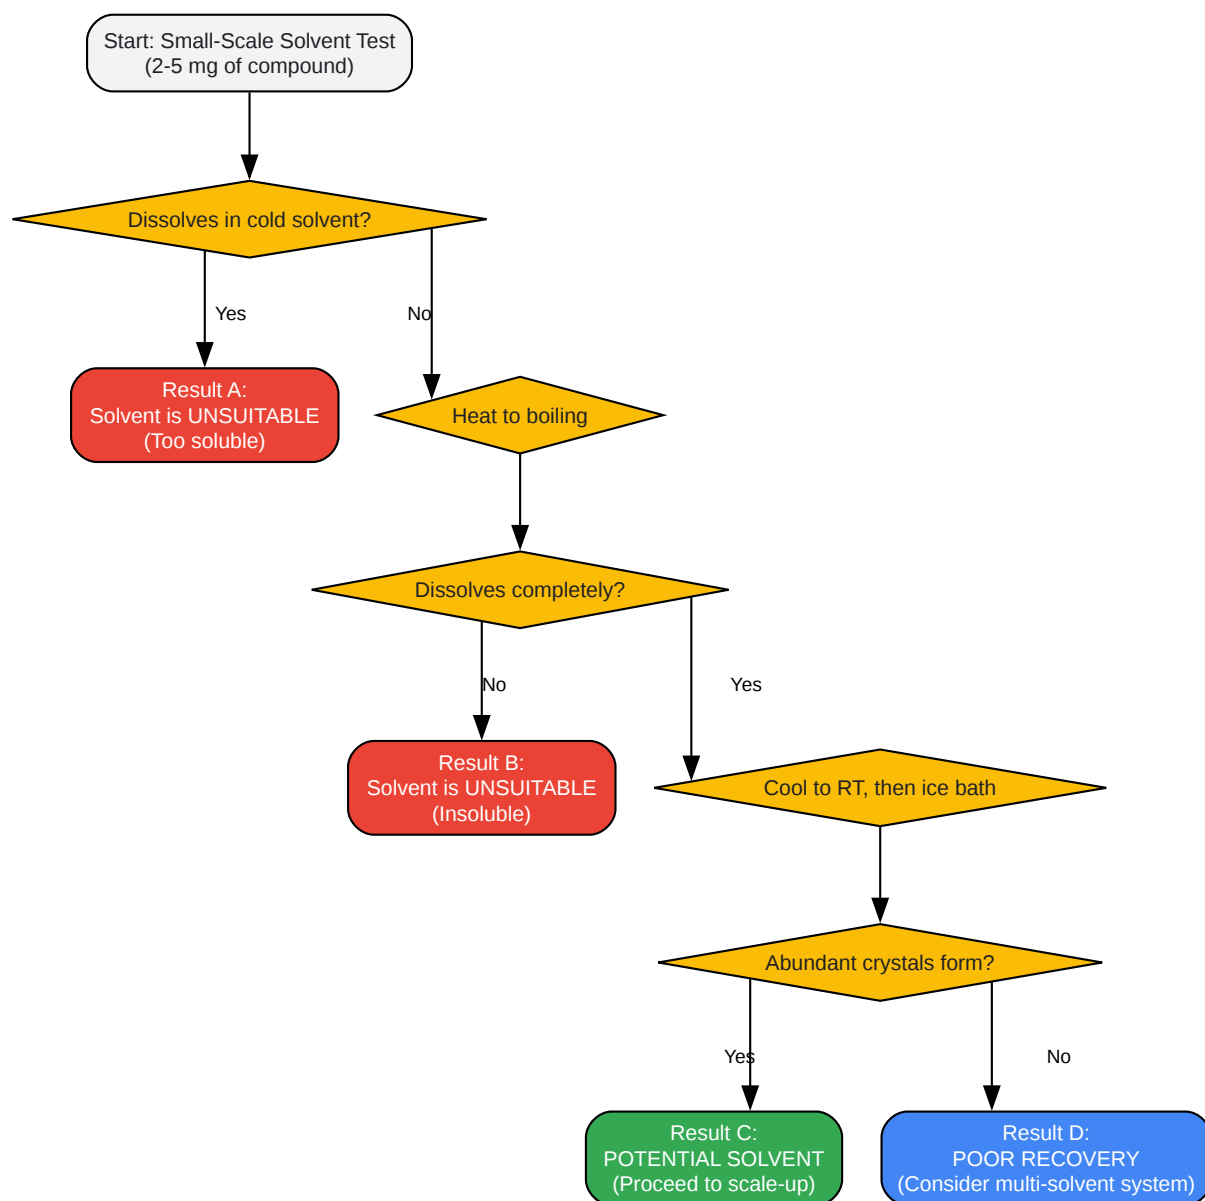 Start: Small-Scale Solvent Test
(2-5 mg of compound)
Dissolves in cold solvent?
Yes
No
Result A:
Solvent is UNSUITABLE
(Too soluble)
Heat to boiling
Dissolves completely?
No
Yes
Result B:
Solvent is UNSUITABLE
(Insoluble)
Cool to RT, then ice bath
Abundant crystals form?
Yes
No
Result C:
POTENTIAL SOLVENT
(Proceed to scale-up)
Result D:
POOR RECOVERY
(Consider multi-solvent system)